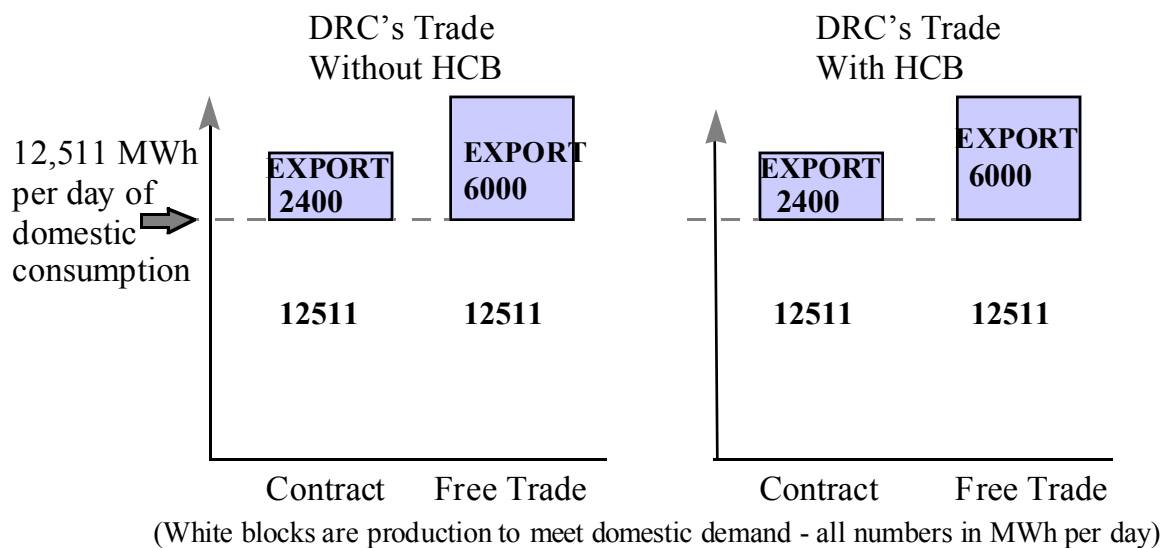 DRC's Trade
Without HCB
DRC's Trade
With HCB
12,511 MWh
per day of
domestic
consumption
EXPORT
2400
EXPORT
6000
EXPORT
2400
EXPORT
6000
12511
12511
12511
12511
Contract
Free Trade
Contract
Free Trade
(White blocks are production to meet domestic demand - all numbers in MWh per day)